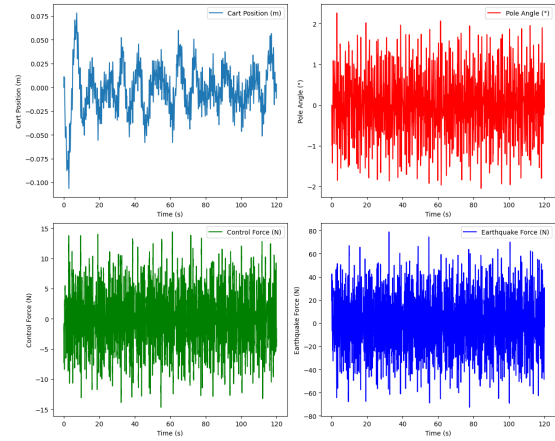 Cart Position (m)
0.075
0.050
0.025
0.000
−0.025
−0.050
−0.075
−0.100
Cart Position (m)
0 20 40 60 80 100 120
Time (s)
Pole Angle (°)
2
1
0
−1
−2
Pole Angle (°)
0 20 40 60 80 100 120
Time (s)
Control Force (N)
15
10
5
0
−5
−10
−15
Control Force (N)
0 20 40 60 80 100 120
Time (s)
Earthquake Force (N)
80
60
40
20
0
−20
−40
−60
−80
Earthquake Force (N)
0 20 40 60 80 100 120
Time (s)